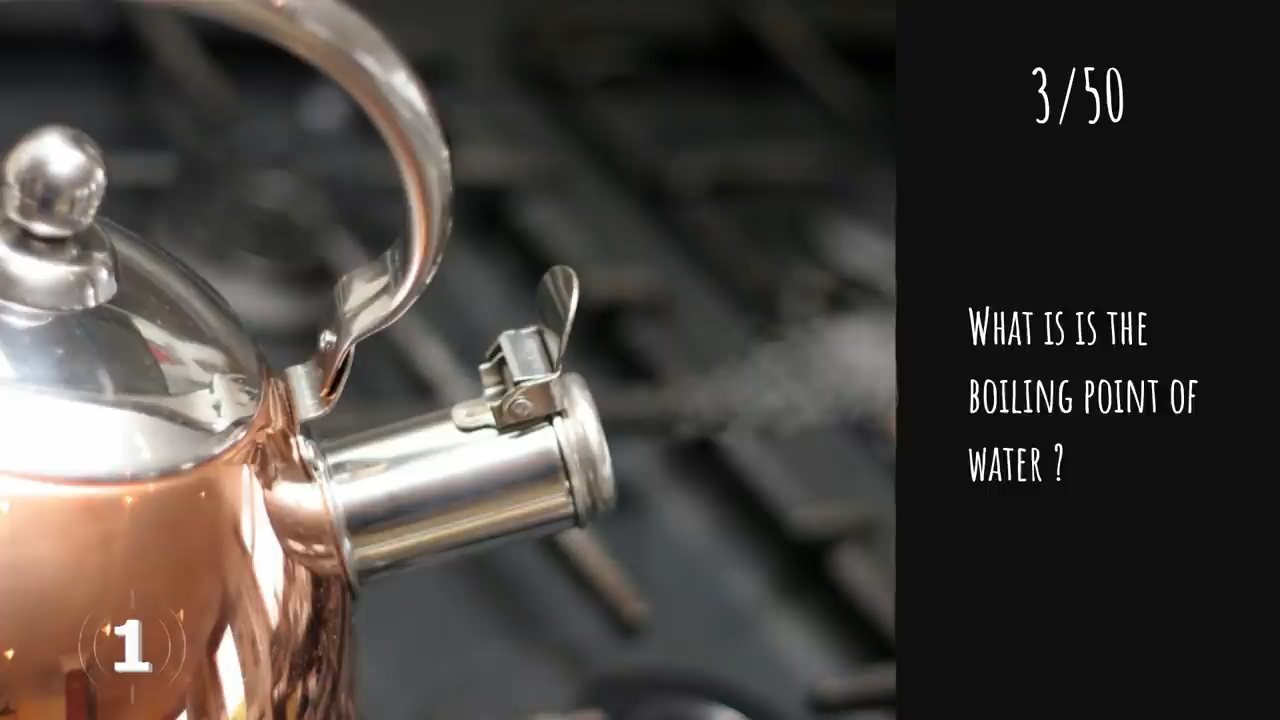 3/50
What is is the
boiling point of
water ?
1